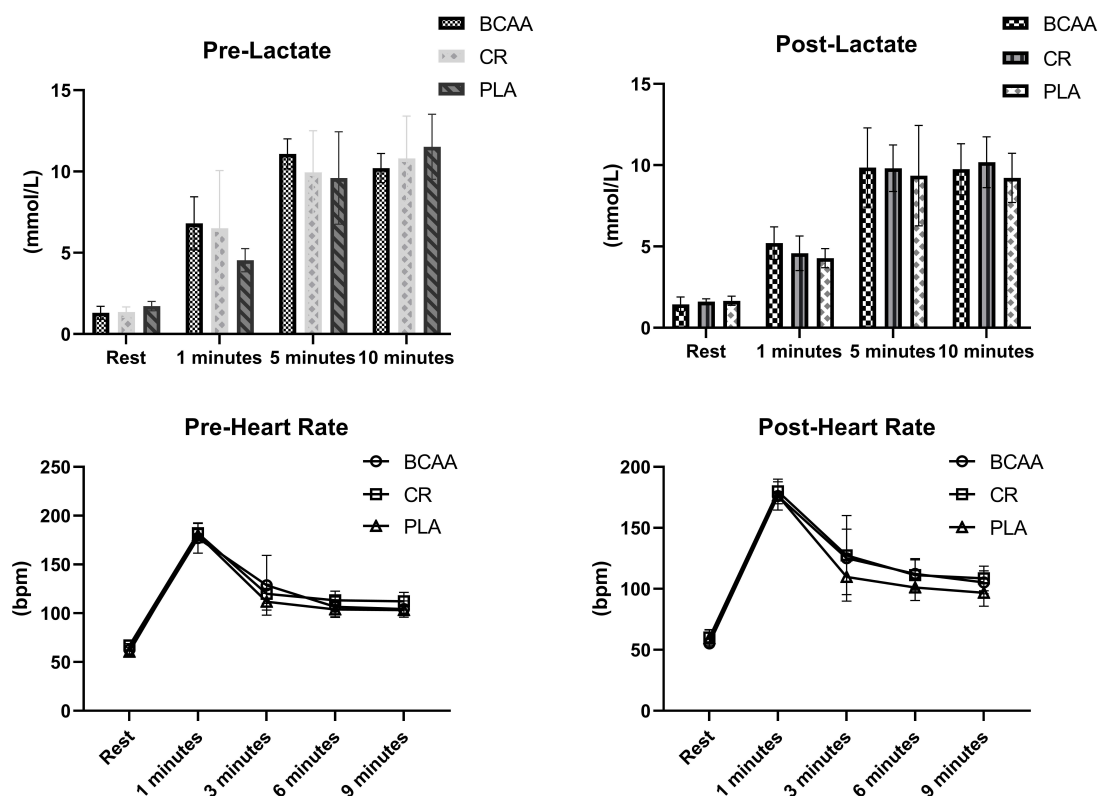 Pre-Lactate
BCAA
CR
PLA
15
10
5
0
(mmol/L)
Rest
1 minutes
5 minutes
10 minutes
Post-Lactate
BCAA
CR
PLA
15
10
5
0
(mmol/L)
Rest
1 minutes
5 minutes
10 minutes
Pre-Heart Rate
BCAA
CR
PLA
250
200
150
100
50
0
(bpm)
Rest
1 minutes
3 minutes
6 minutes
9 minutes
Post-Heart Rate
BCAA
CR
PLA
200
150
100
50
0
(bpm)
Rest
1 minutes
3 minutes
6 minutes
9 minutes